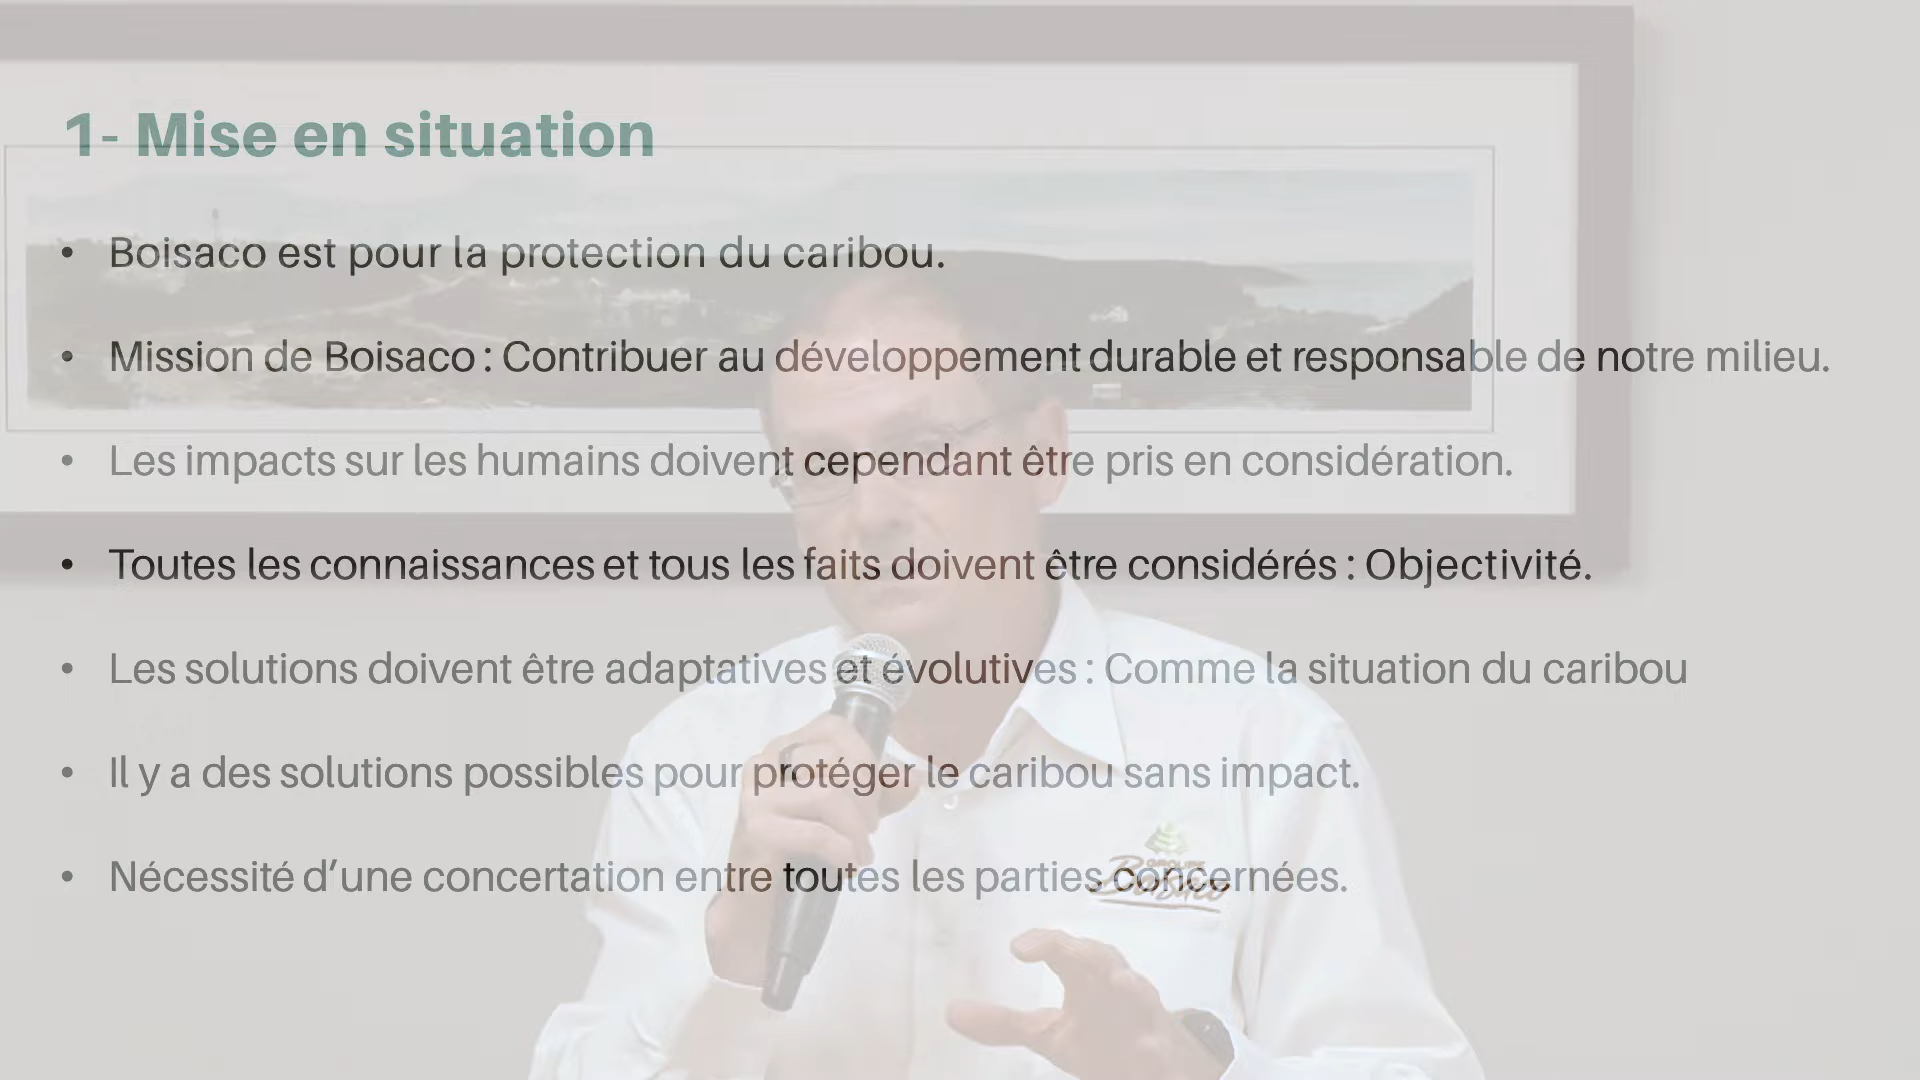 1- Mise en situation
• Boisaco est pour la protection du caribou.
• Mission de Boisaco : Contribuer au développement durable et responsable de notre milieu.
• Les impacts sur les humains doivent cependant être pris en considération.
• Toutes les connaissances et tous les faits doivent être considérés : Objectivité.
• Les solutions doivent être adaptatives et évolutives : Comme la situation du caribou
• Il y a des solutions possibles pour protéger le caribou sans impact.
• Nécessité d’une concertation entre toutes les parties concernées.
GROUPE
Boisaco